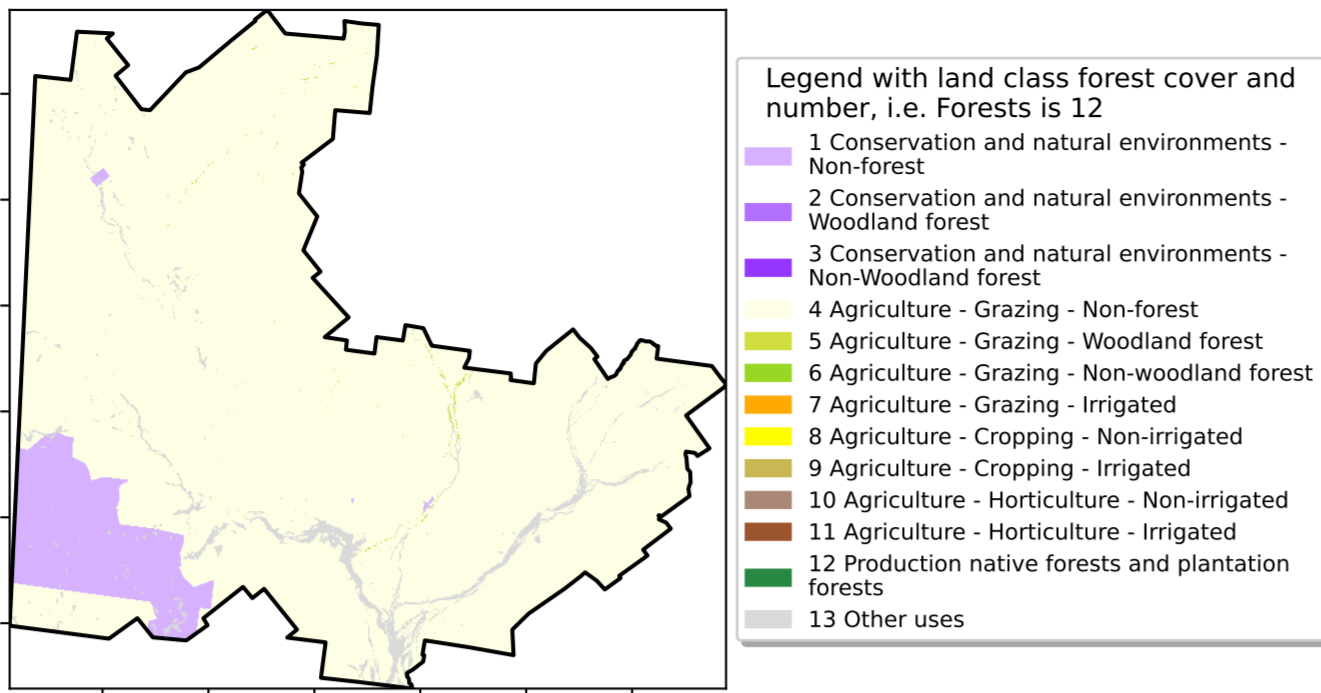 Legend with land class forest cover and
number, i.e. Forests is 12
1 Conservation and natural environments -
Non-forest
2 Conservation and natural environments -
Woodland forest
3 Conservation and natural environments -
Non-Woodland forest
4 Agriculture - Grazing - Non-forest
5 Agriculture - Grazing - Woodland forest
6 Agriculture - Grazing - Non-woodland forest
7 Agriculture - Grazing - Irrigated
8 Agriculture - Cropping - Non-irrigated
9 Agriculture - Cropping - Irrigated
10 Agriculture - Horticulture - Non-irrigated
11 Agriculture - Horticulture - Irrigated
12 Production native forests and plantation
forests
13 Other uses